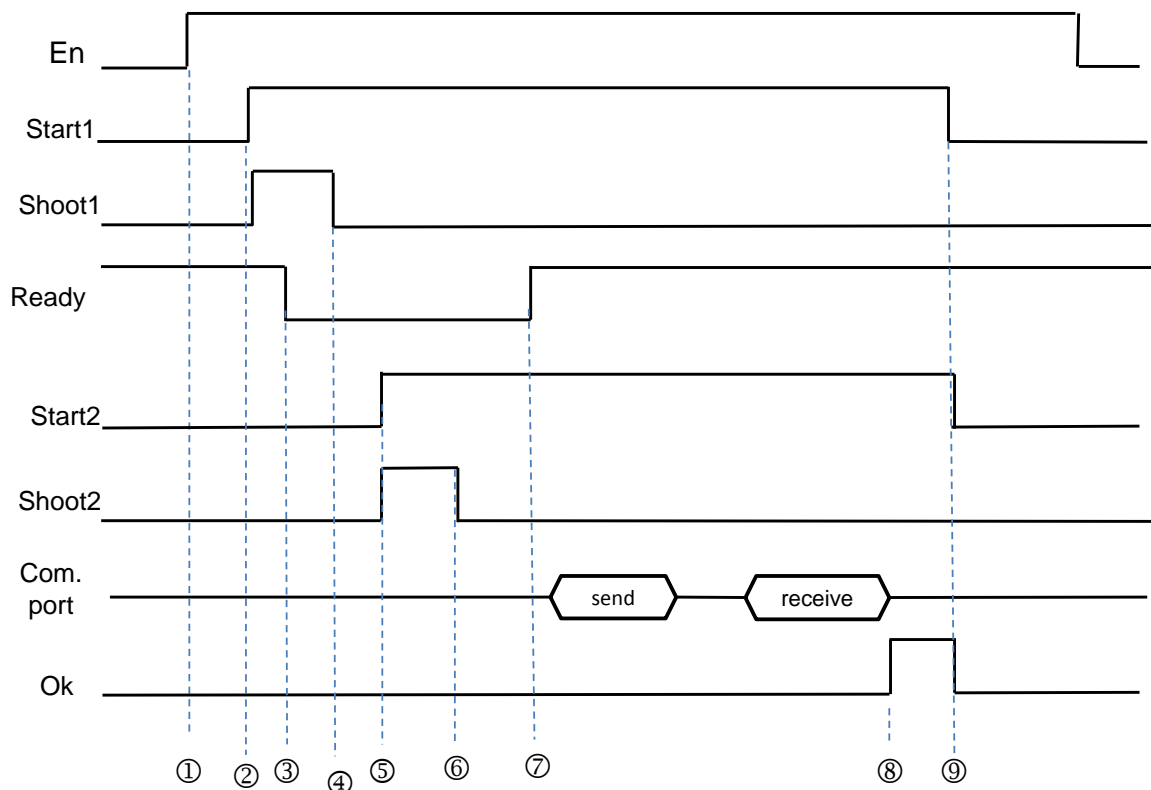 En
Start1
Shoot1
Ready
Start2
Shoot2
Com.
port
send
receive
Ok
①
②
③
④
⑤
⑥
⑦
⑧
⑨